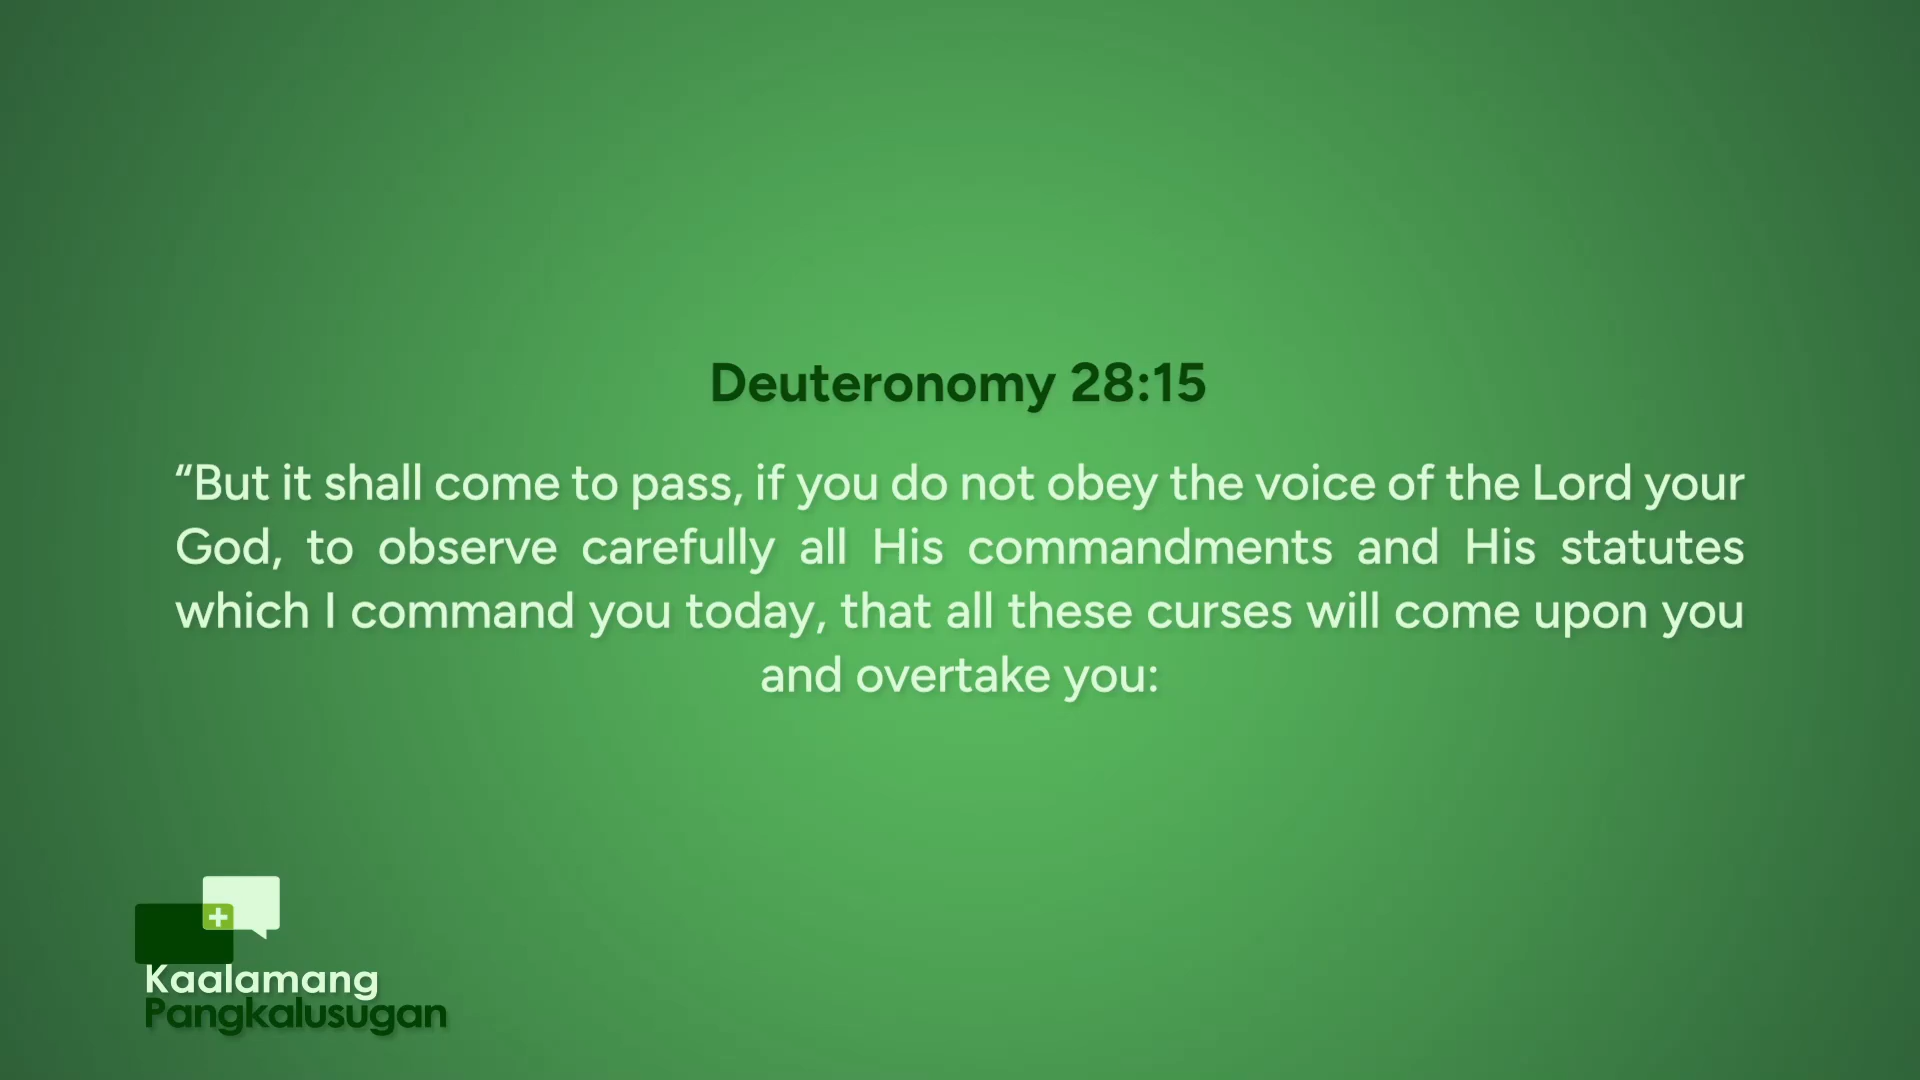 Deuteronomy 28:15
“But it shall come to pass, if you do not obey the voice of the Lord your
God, to observe carefully all His commandments and His statutes
which I command you today, that all these curses will come upon you
and overtake you:
Kaalamang
Pangkalusugan